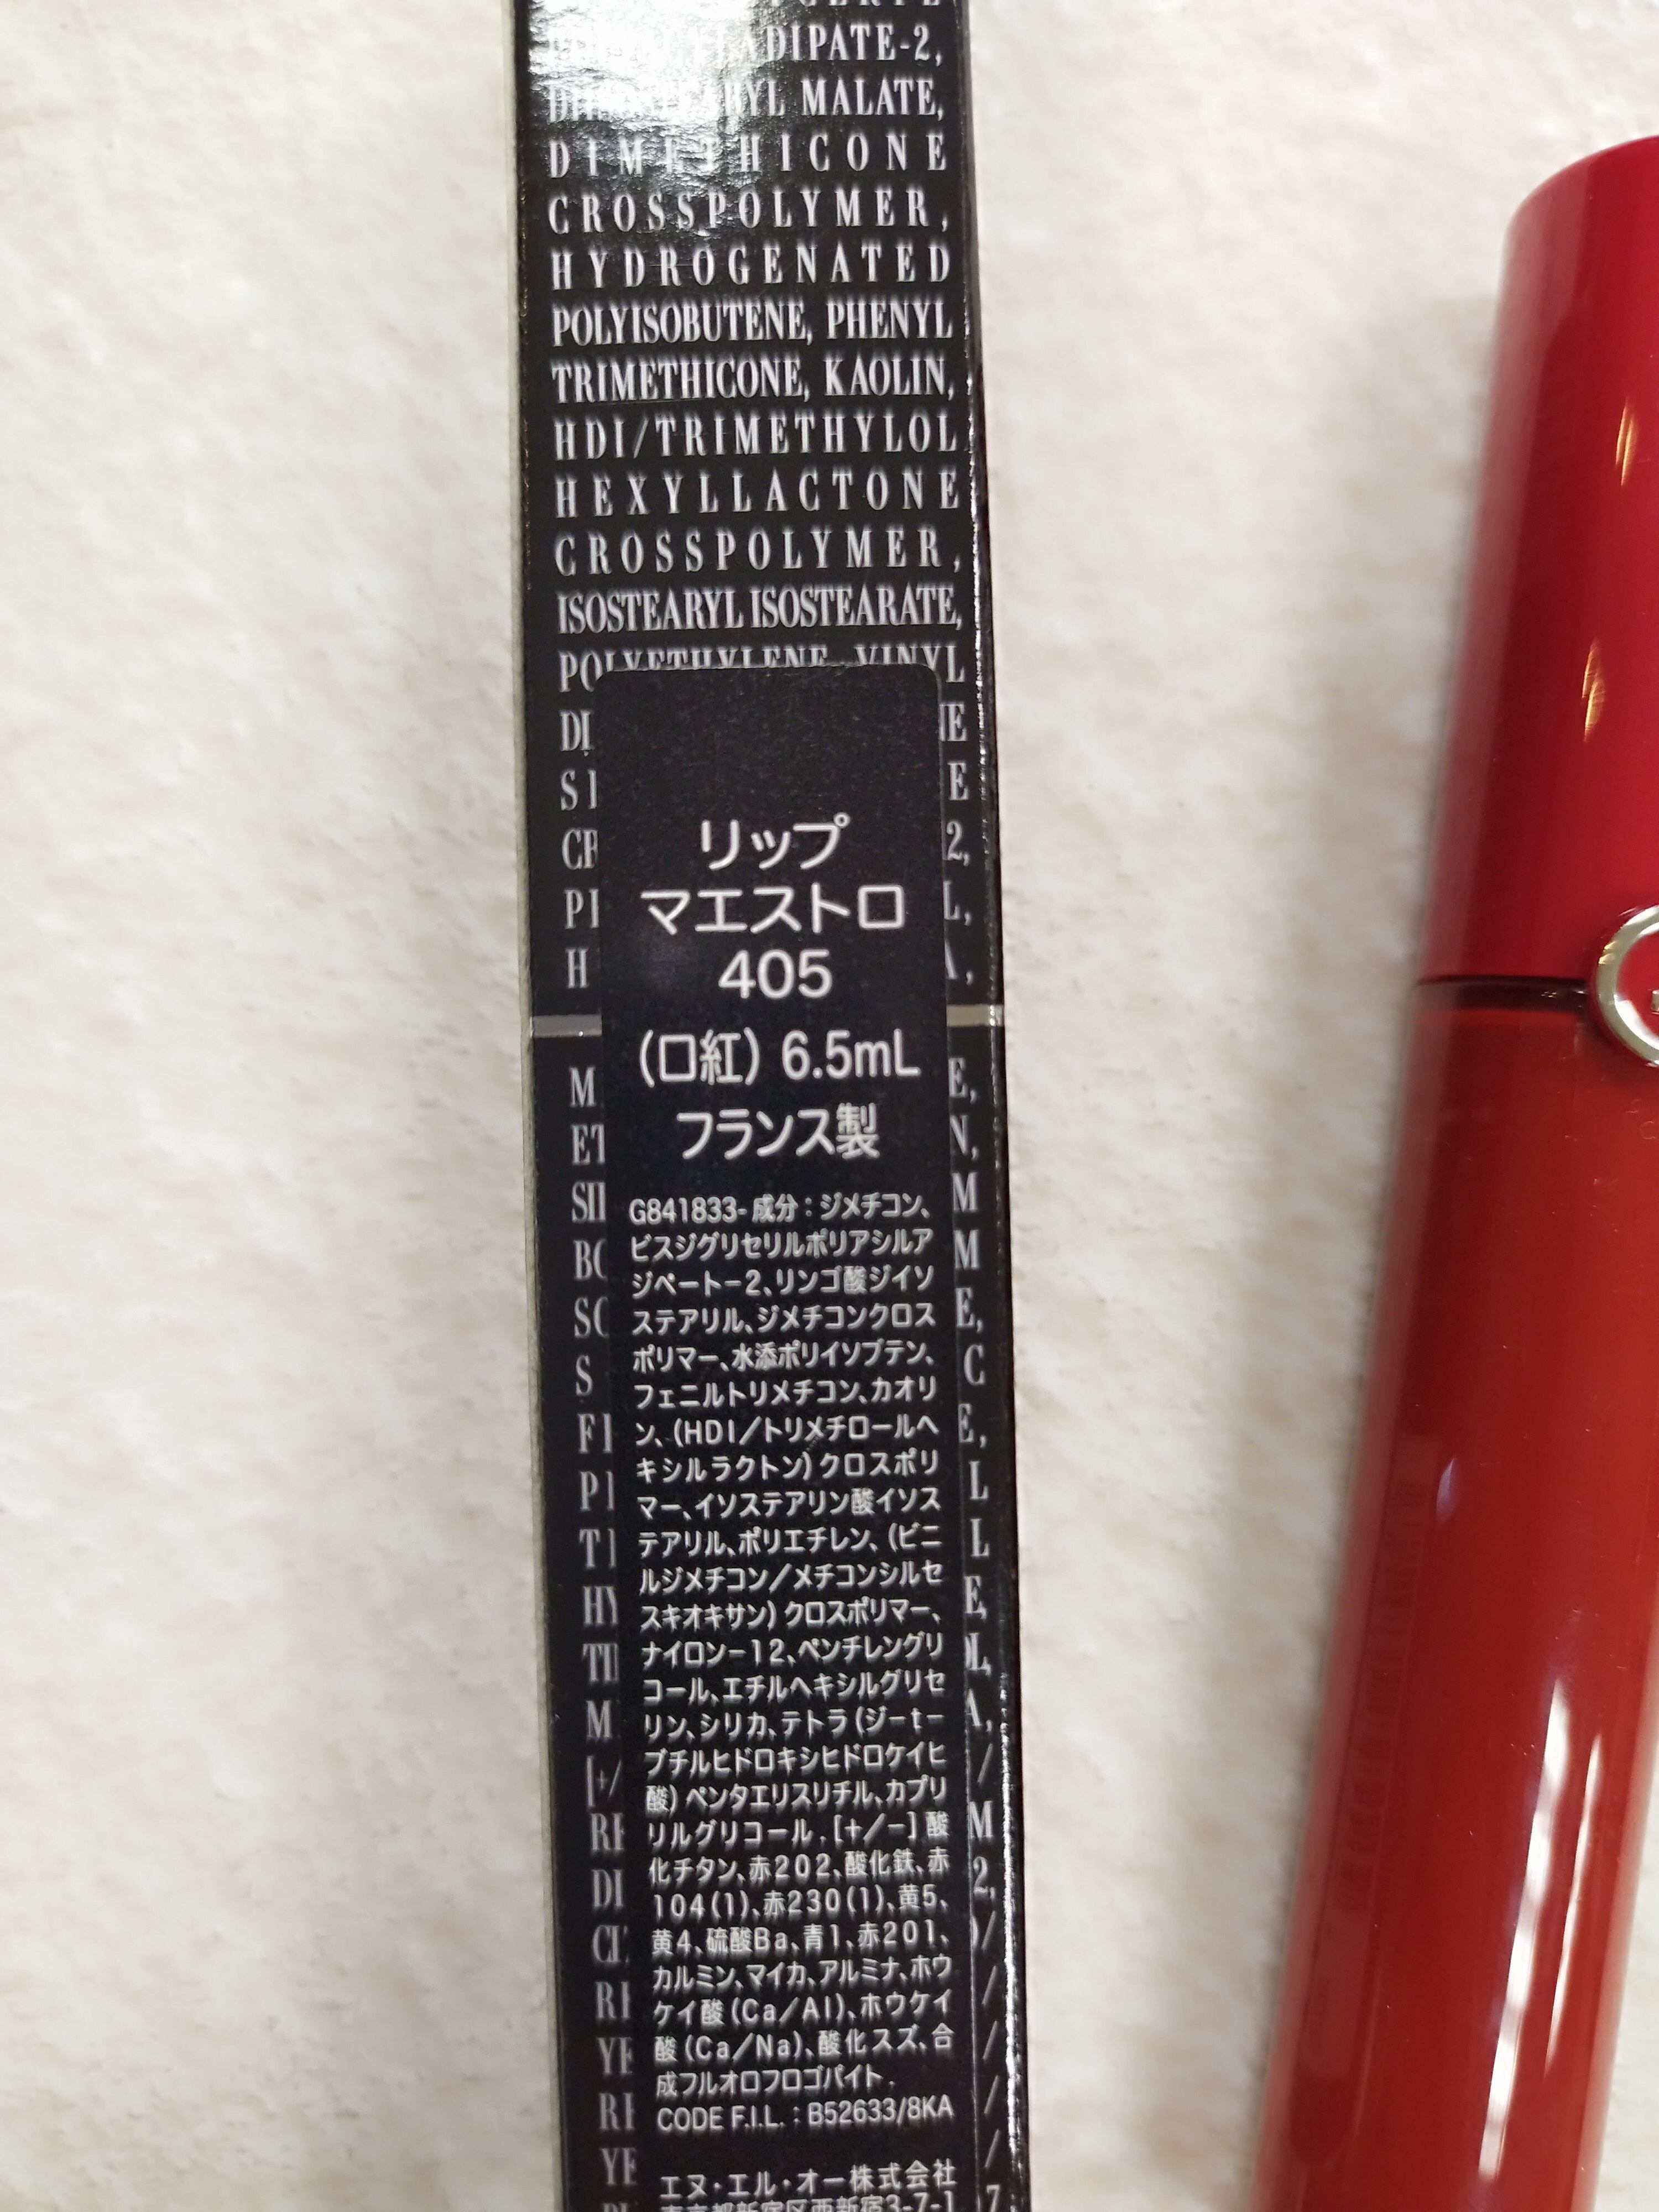 ADIPATE-2,
MALATE,
DIMETHICONE
CROSSPOLYMER,
HYDROGENATED
POLYISOBUTENE, PHENYL
TRIMETHICONE, KAOLIN,
HDI/TRIMETHYLOL
HEXYLLACTONE
CROSSPOLYMER,
ISOSTEARYL ISOSTEARATE,
POLYETHYLENE, VINYL
リップ
マエストロ
405
(口紅) 6.5mL
フランス製
G841833- 成分：ジメチコン、
ビスジグリセリルポリアシルア
ジペート-2、リンゴ酸ジイソ
ステアリル、ジメチコンクロス
ポリマー、水添ポリイソブテン、
フェニルトリメチコン、カオリ
ン、(HDI／トリメチロールヘ
キシルラクトン)クロスポリ
マー、イソステアリン酸イソス
テアリル、ポリエチレン、(ビニ
ルジメチコン／メチコンシルセ
スキオキサン)クロスポリマー、
ナイロン-12、ペンチレングリ
コール、エチルヘキシルグリセ
リン、シリカ、テトラ(ジ-t-
ブチルヒドロキシヒドロケイヒ
酸)ペンタエリスリチル、カプリ
リルグリコール．[+／-]酸
化チタン、赤202、酸化鉄、赤
104(1)、赤230(1)、黄5、
黄4、硫酸Ba、青1、赤201、
カルミン、マイカ、アルミナ、ホウ
ケイ酸(Ca／Al)、ホウケイ
酸(Ca／Na)、酸化スズ、合
成フルオロフロゴパイト．
CODE F.I.L.：B52633/8KA
エヌ・エル・オー株式会社
東京都新宿区西新宿3-7-1